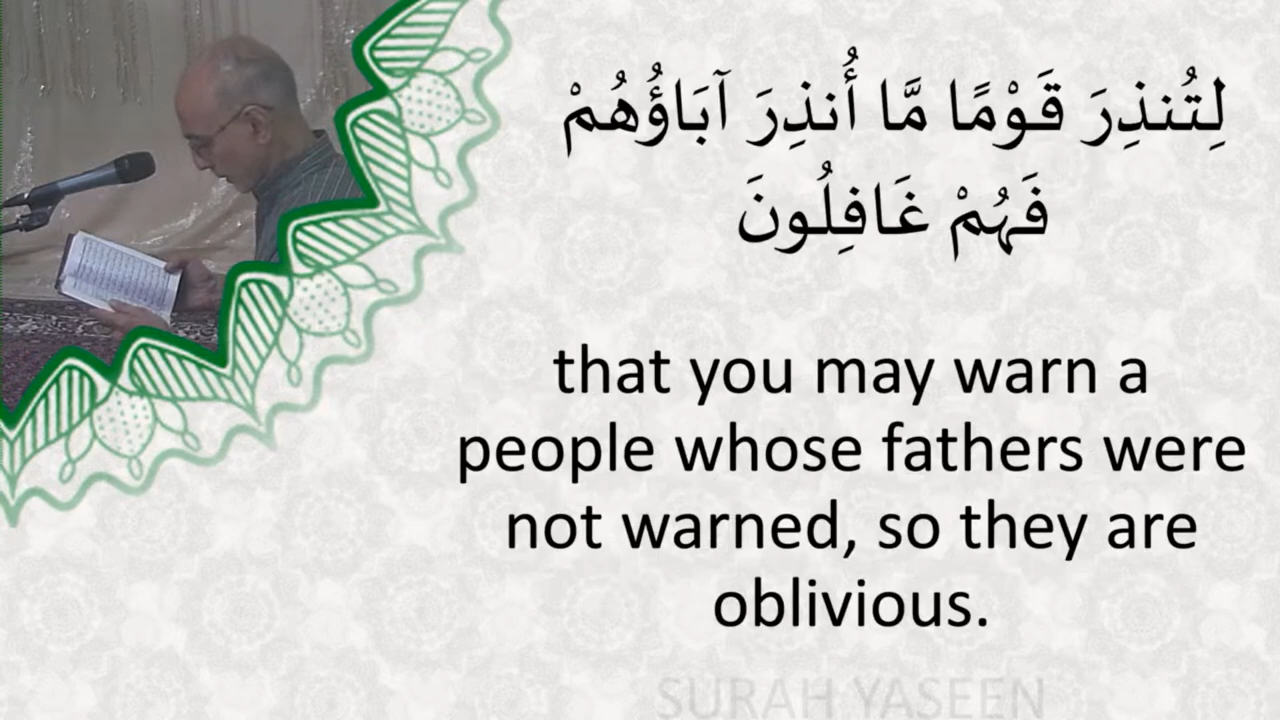 لِتُنذِرَ قَوْمًا مَّا أُنذِرَ آبَاؤُهُمْ
فَهُمْ غَافِلُونَ
that you may warn a
people whose fathers were
not warned, so they are
oblivious.
SURAH YASEEN